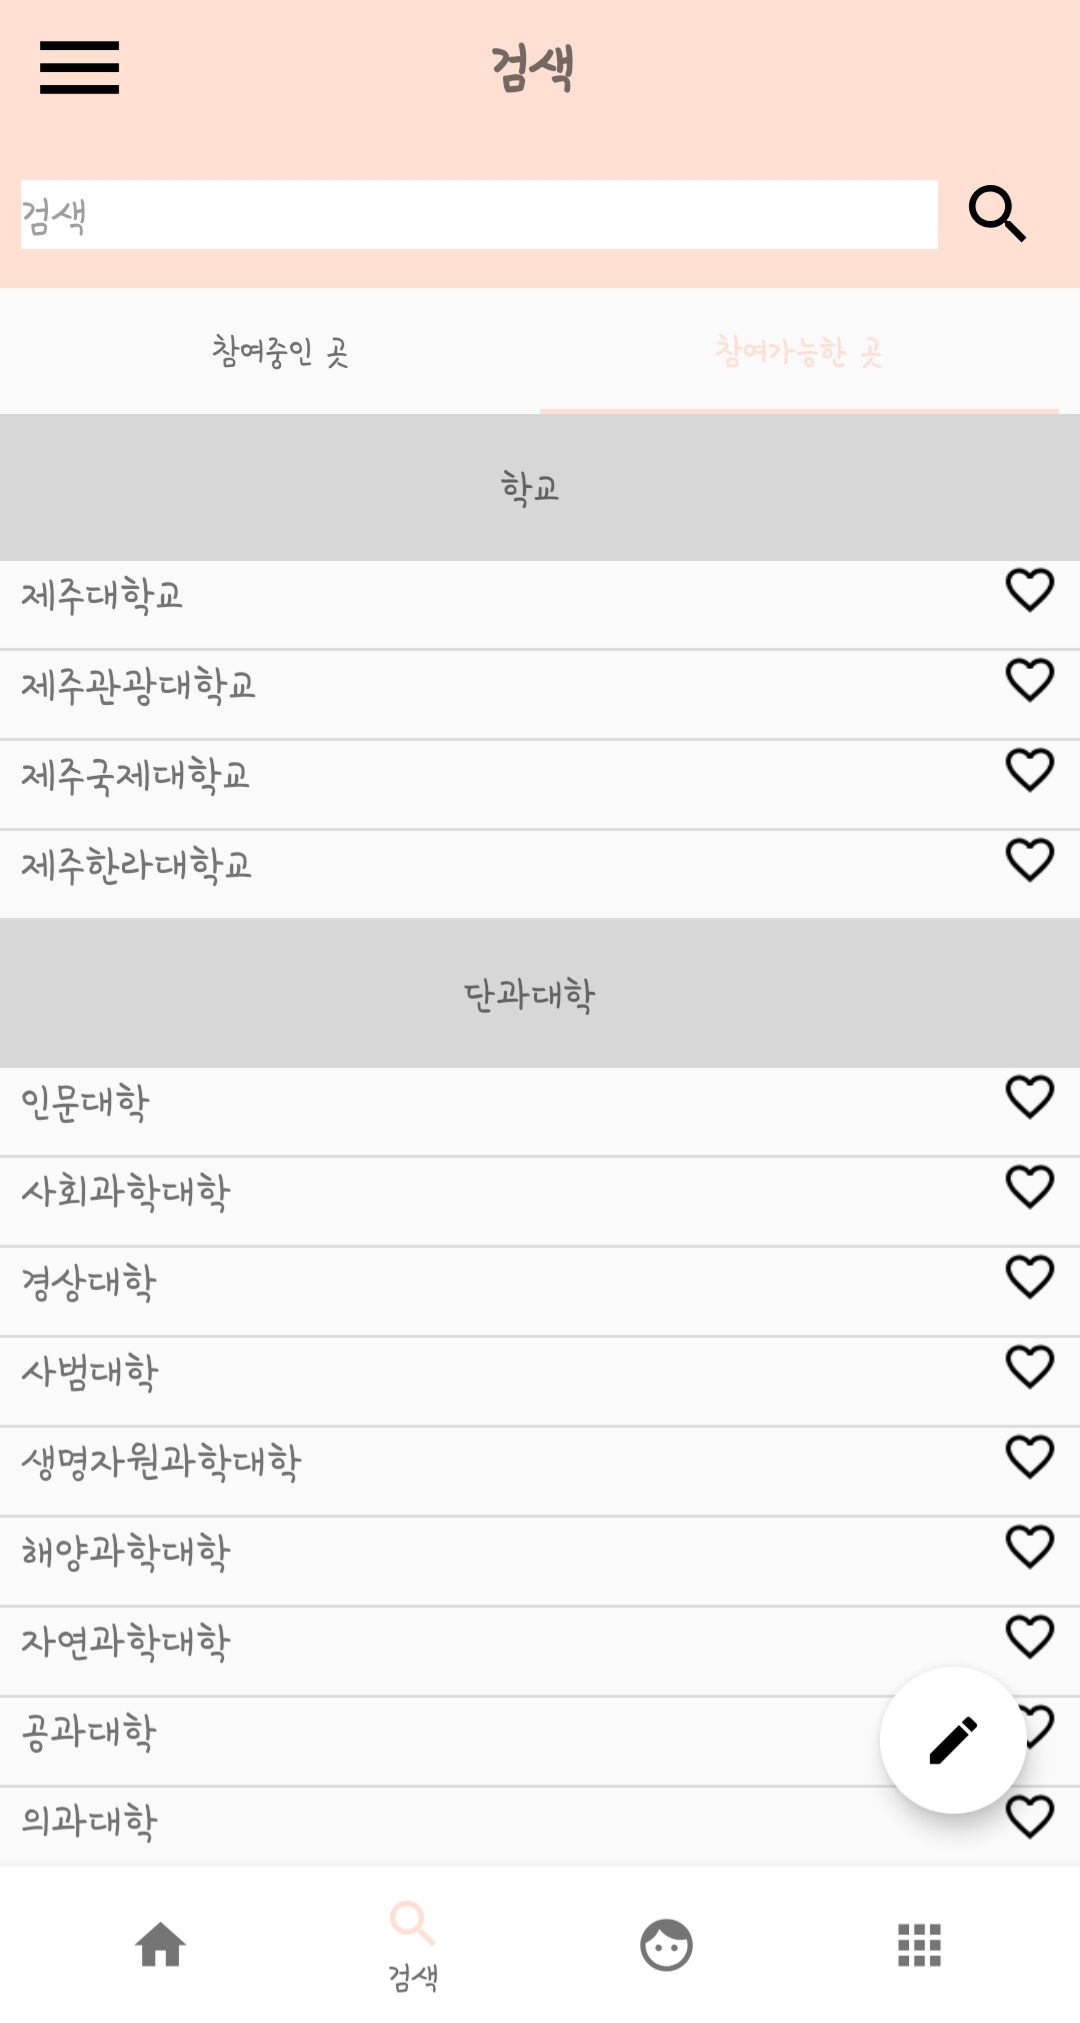 검색
검색
참여중인 곳
참여가능한 곳
학교
제주대학교
제주관광대학교
제주국제대학교
제주한라대학교
단과대학
인문대학
사회과학대학
경상대학
사범대학
생명자원과학대학
해양과학대학
자연과학대학
공과대학
의과대학
검색